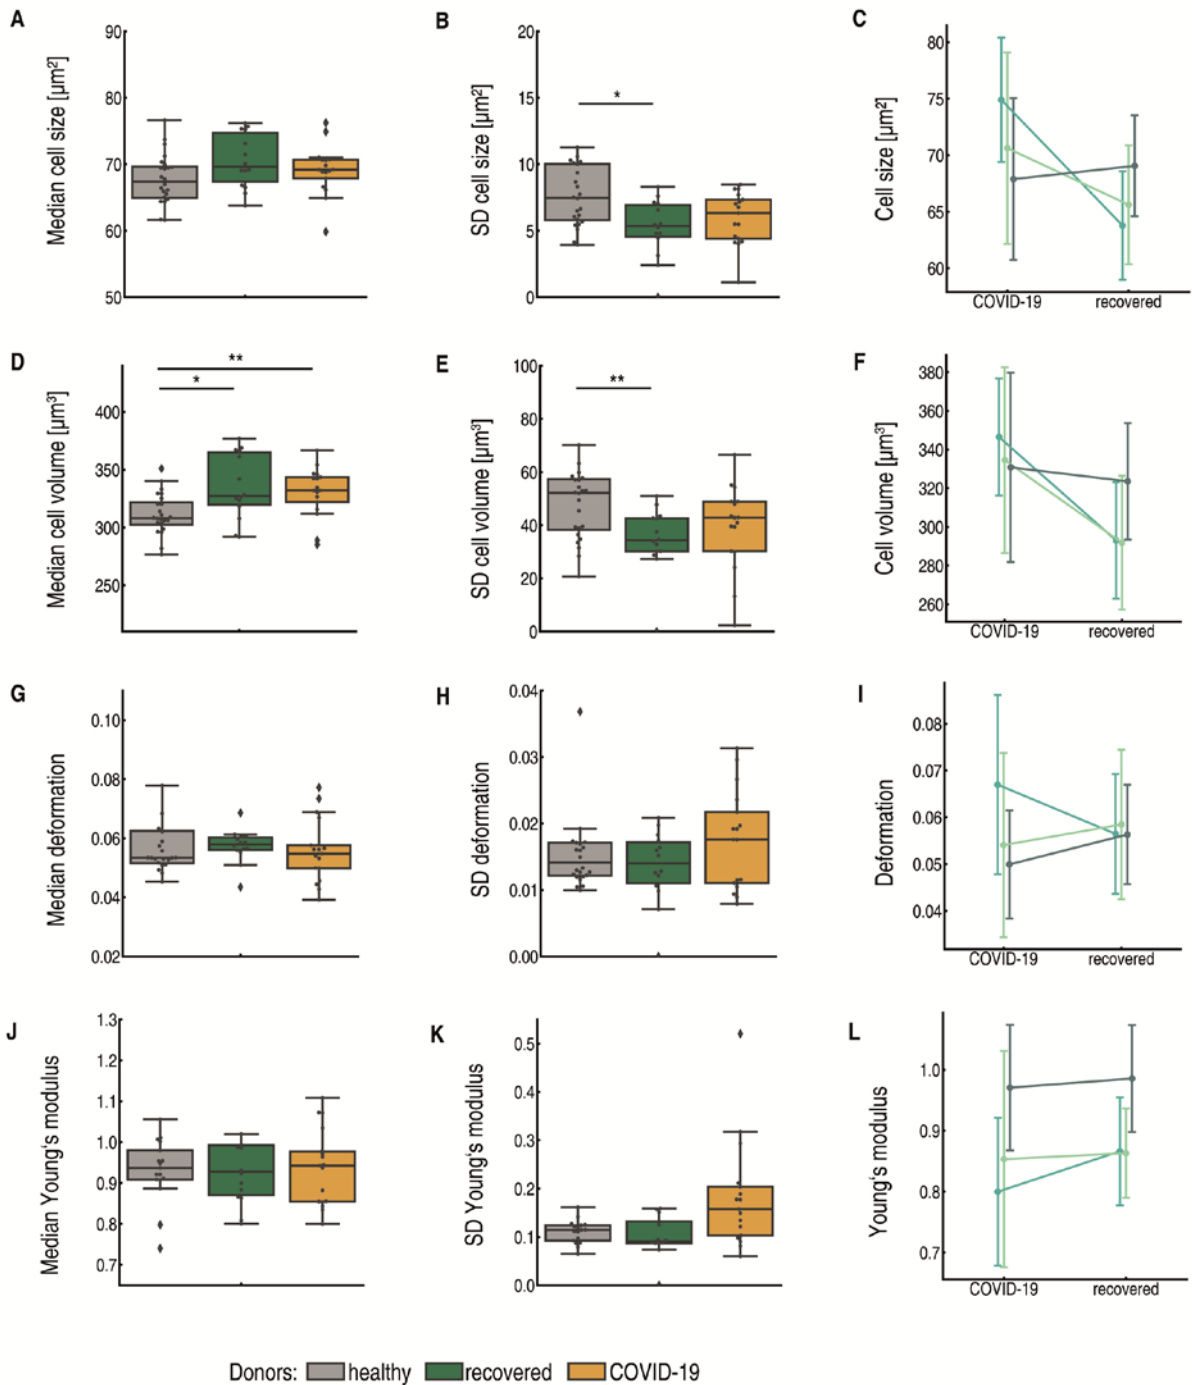 A
Median cell size [µm²]
90
80
70
60
50
B
SD cell size [µm²]
20
15
10
5
0
*
C
Cell size [µm²]
80
75
70
65
60
COVID-19 recovered
D
Median cell volume [µm³]
400
350
300
250
**
*
E
SD cell volume [µm³]
100
80
60
40
20
0
**
F
Cell volume [µm³]
380
360
340
320
300
280
260
COVID-19 recovered
G
Median deformation
0.10
0.08
0.06
0.04
0.02
H
SD deformation
0.04
0.03
0.02
0.01
0.00
I
Deformation
0.08
0.07
0.06
0.05
0.04
COVID-19 recovered
J
Median Young's modulus
1.3
1.2
1.1
1.0
0.9
0.8
0.7
K
SD Young's modulus
0.5
0.4
0.3
0.2
0.1
0.0
L
Young's modulus
1.0
0.9
0.8
0.7
COVID-19 recovered
Donors: healthy recovered COVID-19